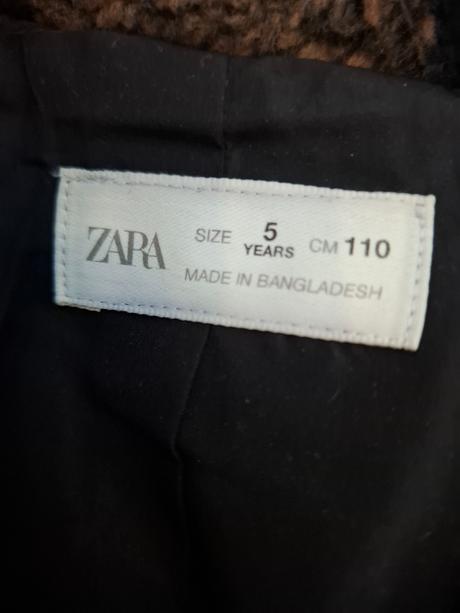 ZARA
SIZE 5 YEARS CM 110
MADE IN BANGLADESH